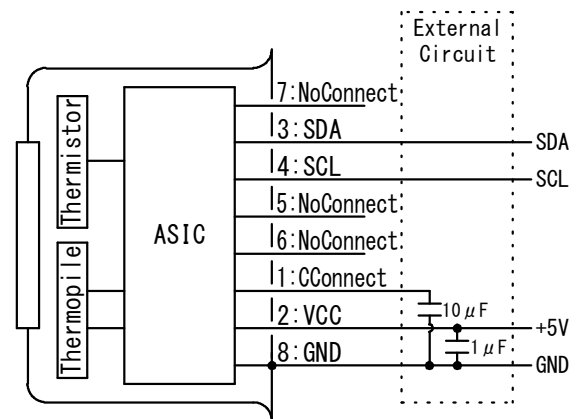 External
Circuit
7:NoConnect
3:SDA
SDA
4:SCL
SCL
5:NoConnect
6:NoConnect
1:CConnect
10μF
2:VCC
+5V
1μF
8:GND
GND
ASIC
Thermistor
Thermopile